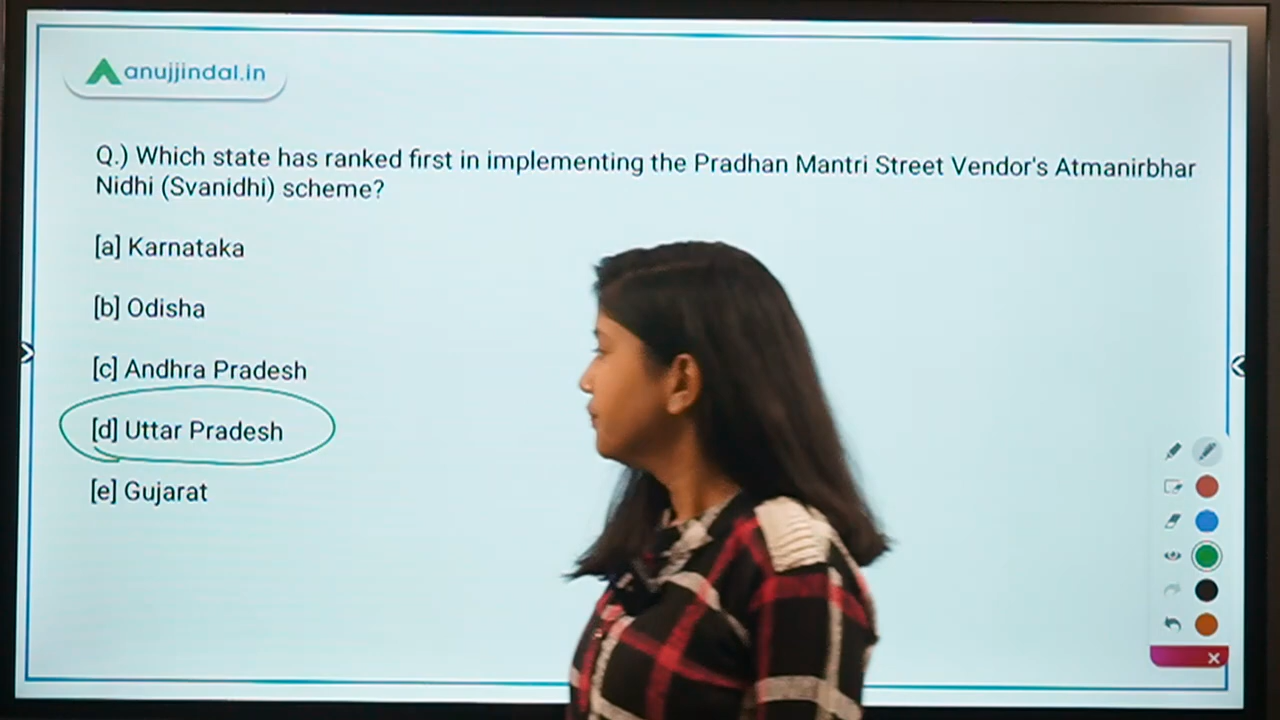 anujjindal.in
Q.) Which state has ranked first in implementing the Pradhan Mantri Street Vendor's Atmanirbhar
Nidhi (Svanidhi) scheme?
[a] Karnataka
[b] Odisha
[c] Andhra Pradesh
[d] Uttar Pradesh
[e] Gujarat